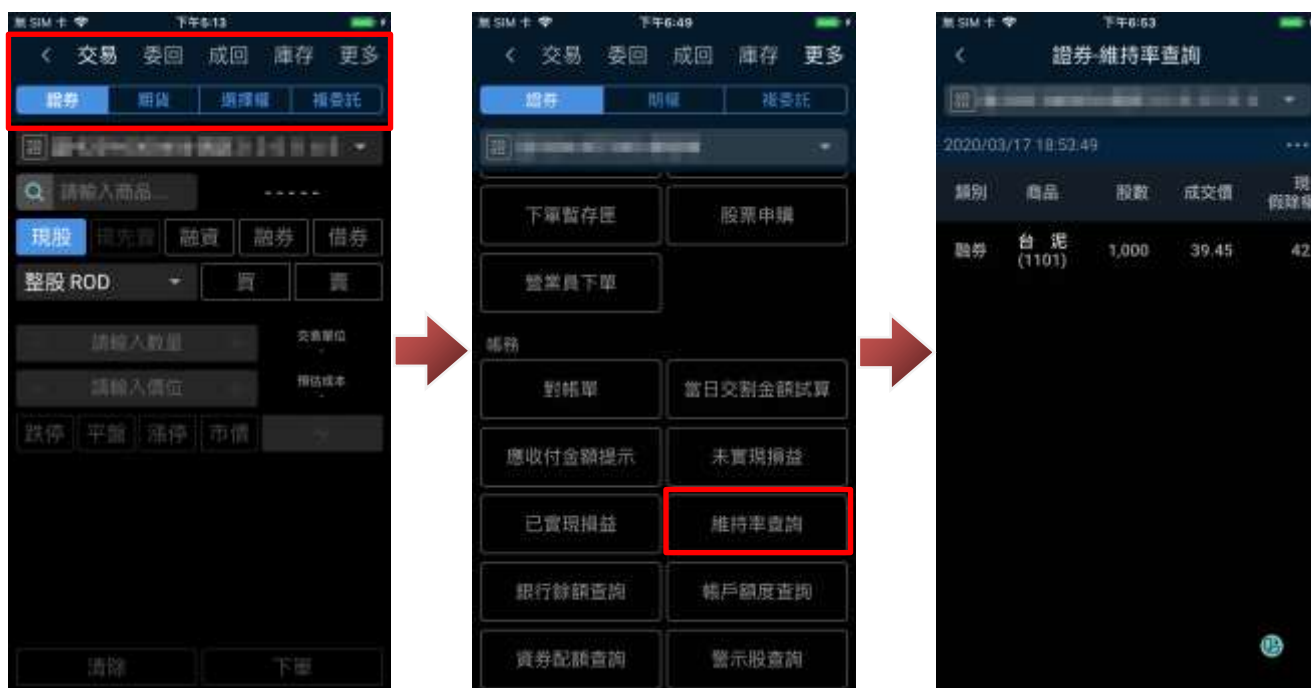 無 SIM 卡 下午6:13
交易 委回 成回 庫存 更多
證券 期貨 選擇權 複委託
證
請輸入商品... -----
現股 現先賣 融資 融券 借券
整股 ROD 買 賣
請輸入數量 交易單位
-
請輸入價位 預估成本
-
跌停 平盤 漲停 市價
清除 下單
無 SIM 卡 下午6:49
交易 委回 成回 庫存 更多
證券 期權 複委託
證
下單暫存匣 股票申購
營業員下單
帳務
對帳單 當日交割金額試算
應收付金額提示 未實現損益
已實現損益 維持率查詢
銀行餘額查詢 帳戶額度查詢
資券配額查詢 警示股查詢
無 SIM 卡 下午6:53
證券-維持率查詢
證
2020/03/17 18:53:49 ...
類別 商品 股數 成交價 現
假除權
融券 台 泥 1,000 39.45 42
(1101)